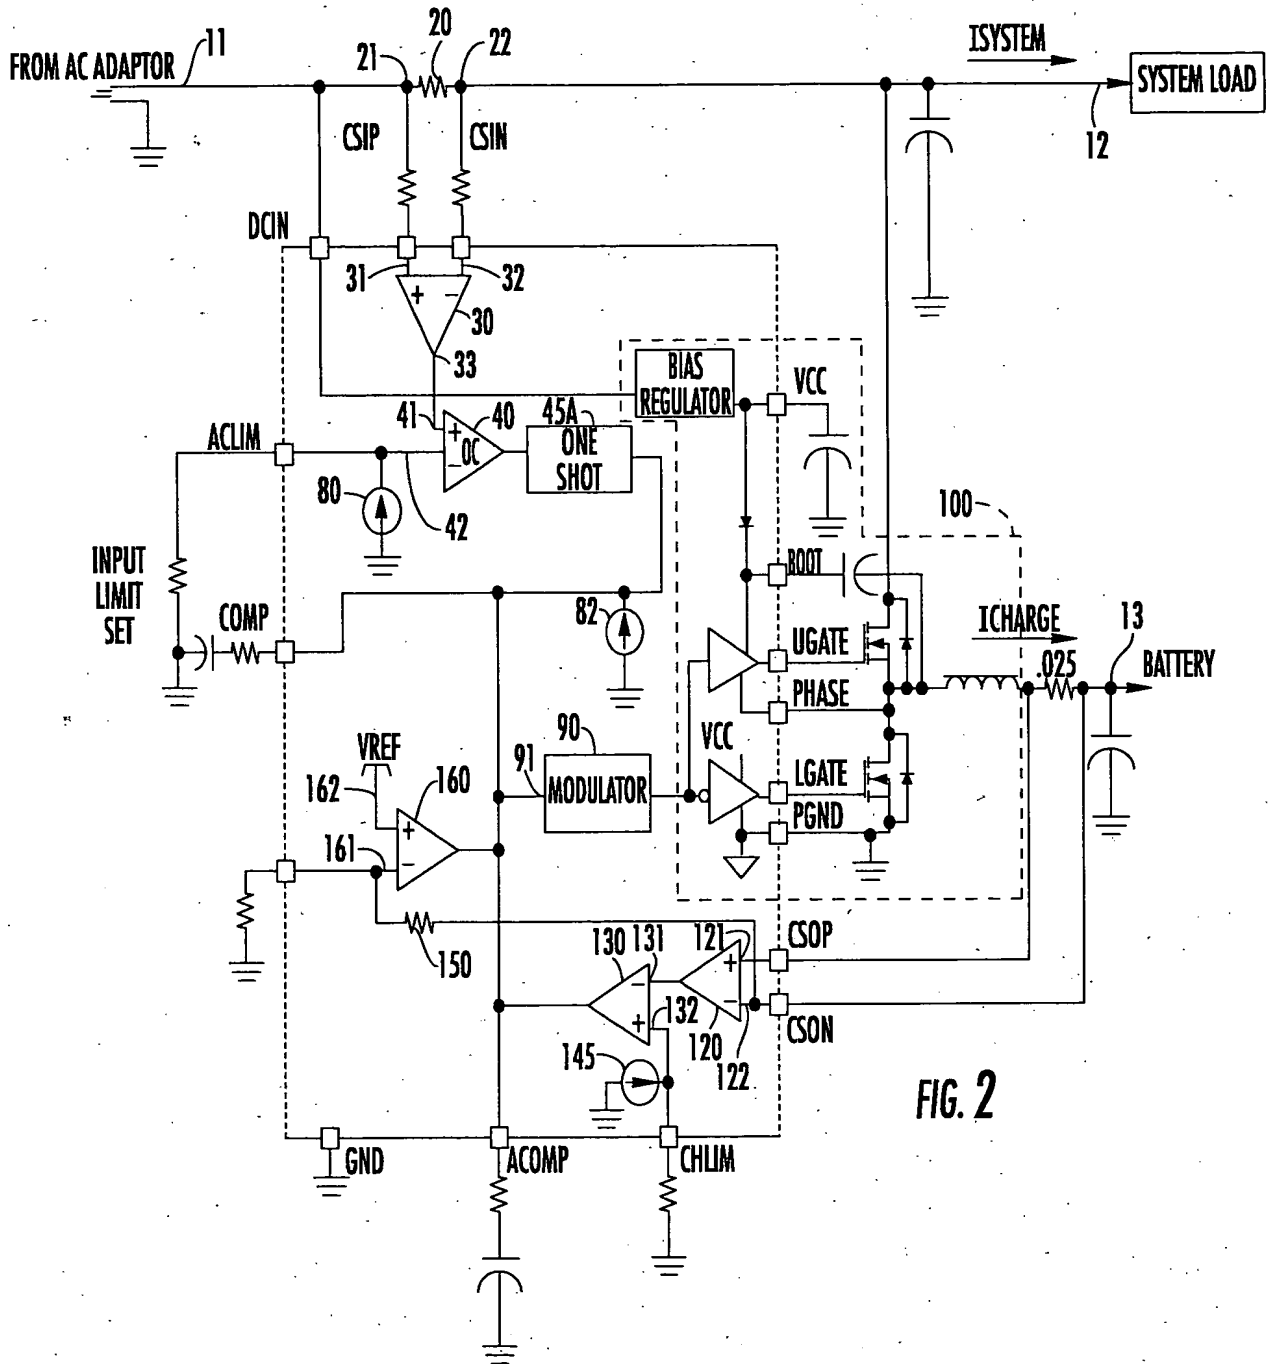 FROM AC ADAPTOR
11
20
21
22
ISYSTEM
SYSTEM LOAD
12
CSIP
CSIN
DCIN
31
32
+
−
30
33
BIAS
REGULATOR
VCC
ACLIM
41
+
−
OC
40
45A
ONE
SHOT
80
42
100
INPUT
LIMIT
SET
COMP
82
BOOT
UGATE
ICHARGE
13
.025
BATTERY
PHASE
VREF
162
160
+
−
161
91
90
MODULATOR
VCC
LGATE
PGND
150
130
131
−
+
132
121
+
−
120
122
CSOP
CSON
145
GND
ACOMP
CHLIM
FIG. 2